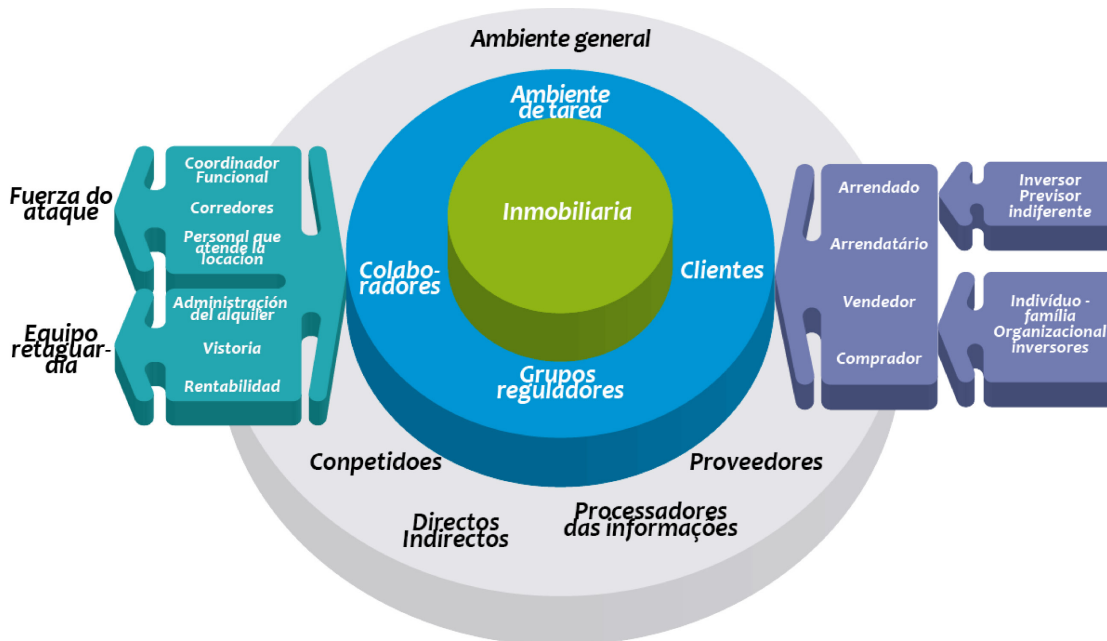 Ambiente general
Ambiente
de tarea
Inmobiliaria
Colabo-
radores
Clientes
Grupos
reguladores
Fuerza do
ataque
Coordinador
Funcional
Corredores
Personal que
atende la
locacion
Equipo
retaguar-
dia
Administración
del alquiler
Vistoria
Rentabilidad
Arrendado
Arrendatário
Vendedor
Comprador
Inversor
Previsor
indiferente
Indivíduo -
família
Organizacional
inversores
Conpetidoes
Proveedores
Directos
Indirectos
Processadores
das informações